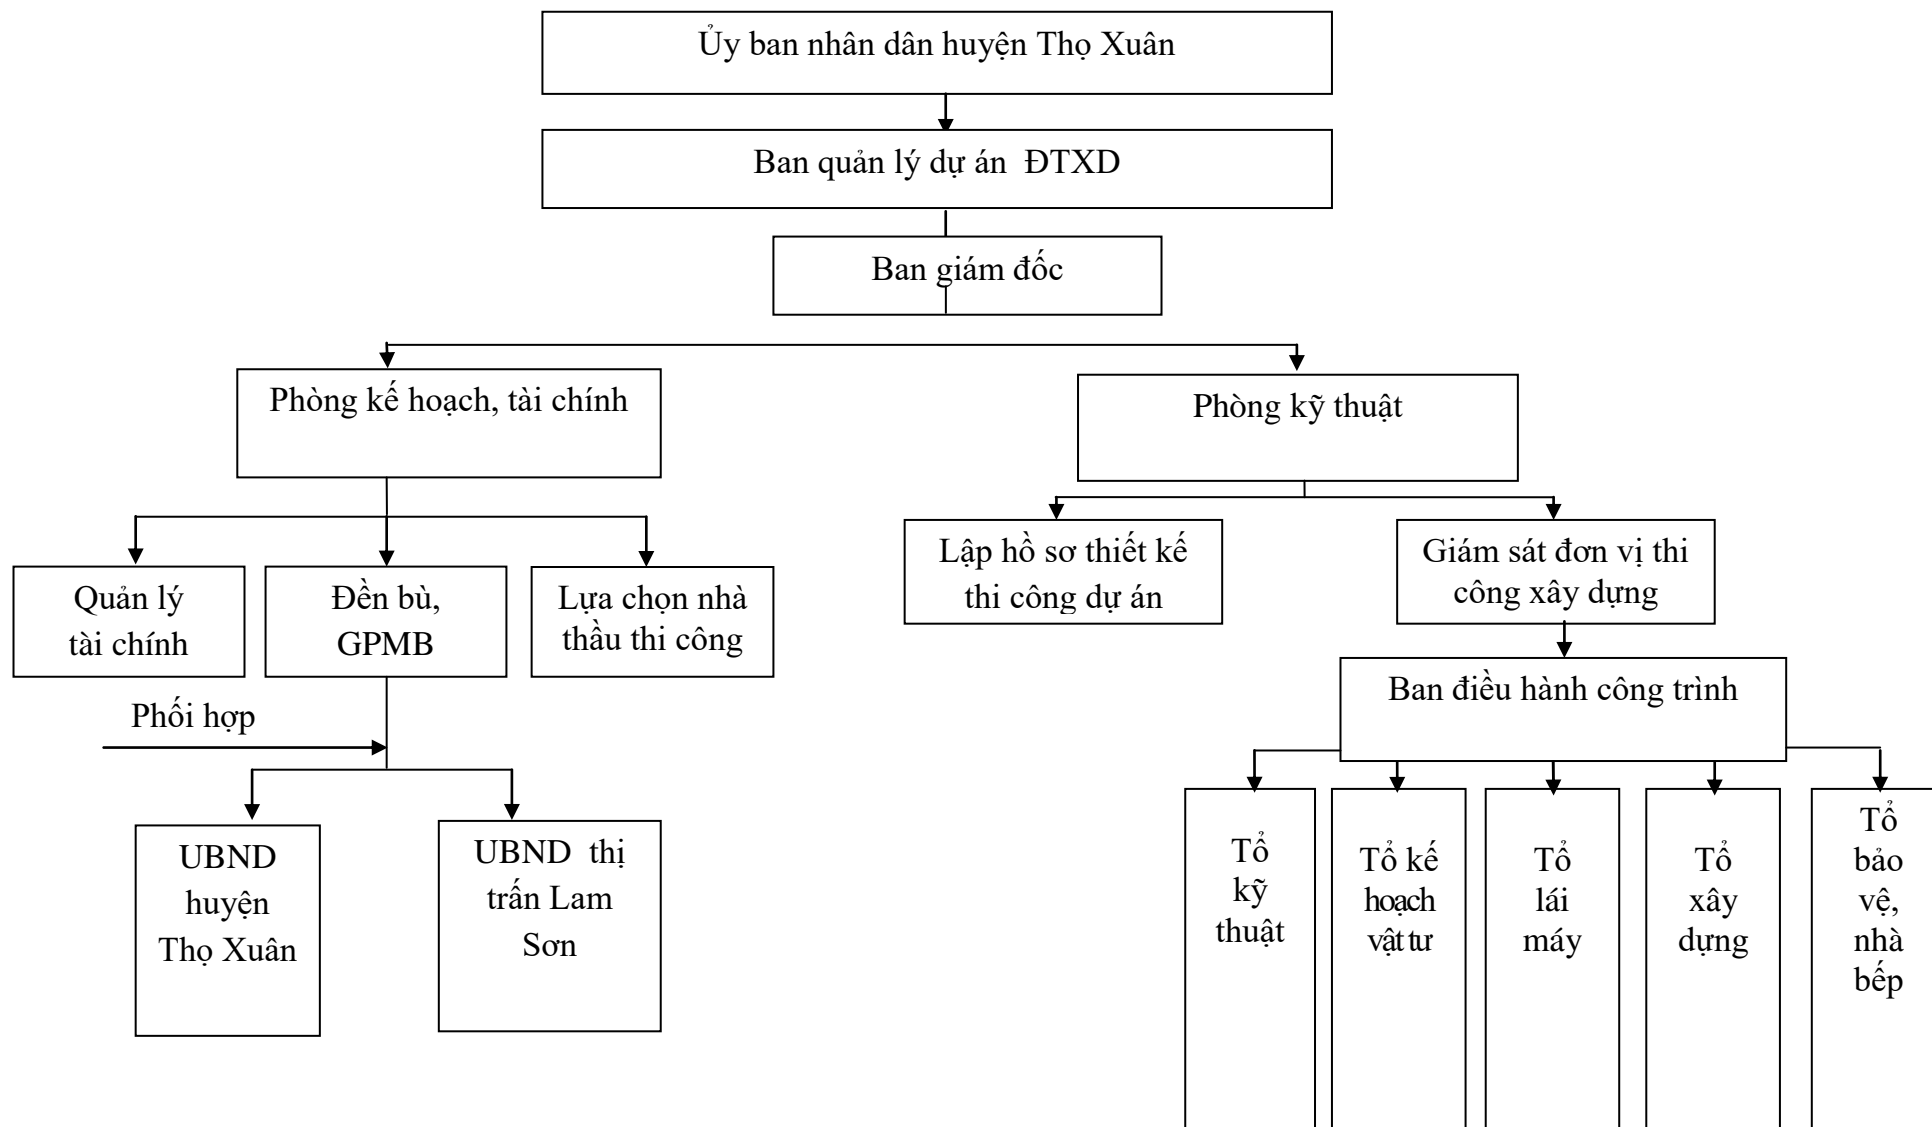 Ủy ban nhân dân huyện Thọ Xuân
Ban quản lý dự án ĐTXD
Ban giám đốc
Phòng kế hoạch, tài chính
Phòng kỹ thuật
Quản lý
tài chính
Đền bù,
GPMB
Lựa chọn nhà
thầu thi công
Lập hồ sơ thiết kế
thi công dự án
Giám sát đơn vị thi
công xây dựng
Ban điều hành công trình
Phối hợp
UBND
huyện
Thọ Xuân
UBND thị
trấn Lam
Sơn
Tổ
kỹ
thuật
Tổ kế
hoạch
vật tư
Tổ
lái
máy
Tổ
xây
dựng
Tổ
bảo
vệ,
nhà
bếp